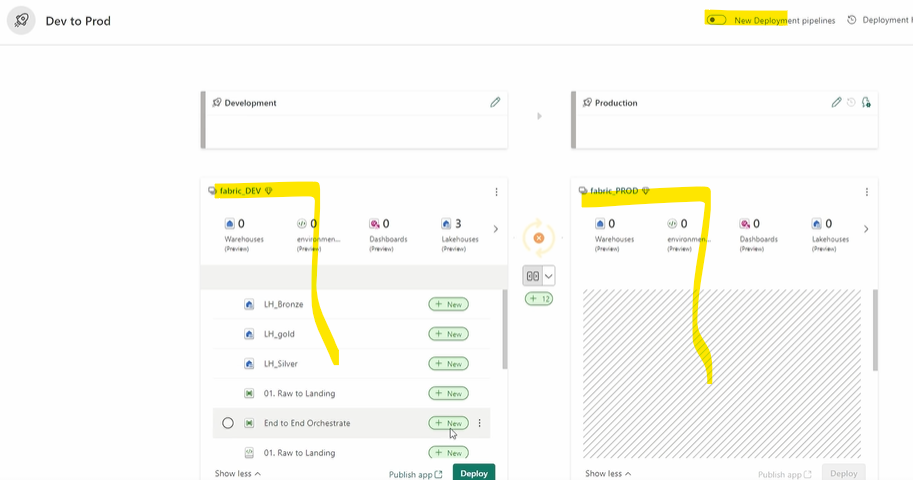 Dev to Prod
New Deployment pipelines
Deployment
Development
Production
fabric_DEV
0 0 0 3
Warehouses environmen... Dashboards Lakehouses
(Preview) (Preview) (Preview) (Preview)
LH_Bronze + New
LH_gold + New
LH_Silver + New
01. Raw to Landing + New
End to End Orchestrate + New
01. Raw to Landing + New
Show less Publish app Deploy
+ 12
fabric_PROD
0 0 0 0
Warehouses environmen... Dashboards Lakehouses
(Preview) (Preview) (Preview) (Preview)
Show less Publish app Deploy